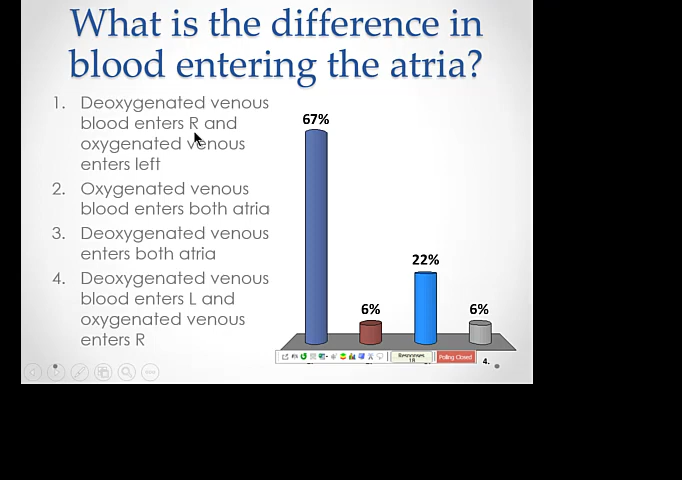 What is the difference in
blood entering the atria?
1. Deoxygenated venous
blood enters R and
oxygenated venous
enters left
2. Oxygenated venous
blood enters both atria
3. Deoxygenated venous
enters both atria
4. Deoxygenated venous
blood enters L and
oxygenated venous
enters R
67%
6%
22%
6%
Responses
18
Polling Closed
4.